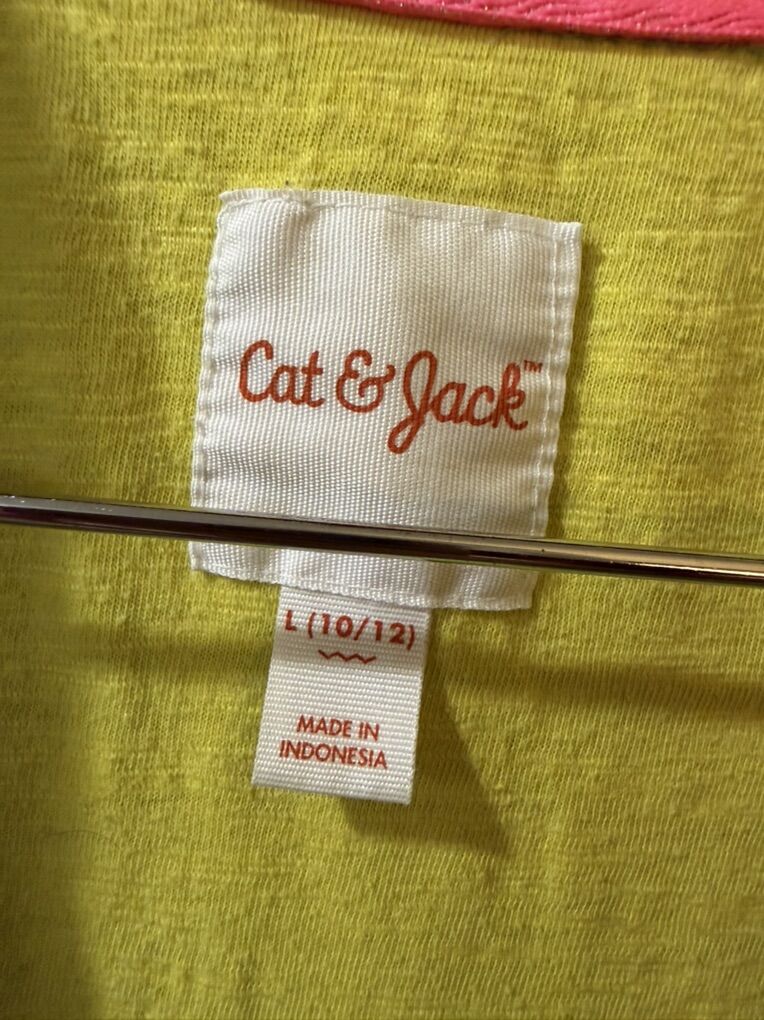 Cat & Jack™
L (10/12)
MADE IN
INDONESIA